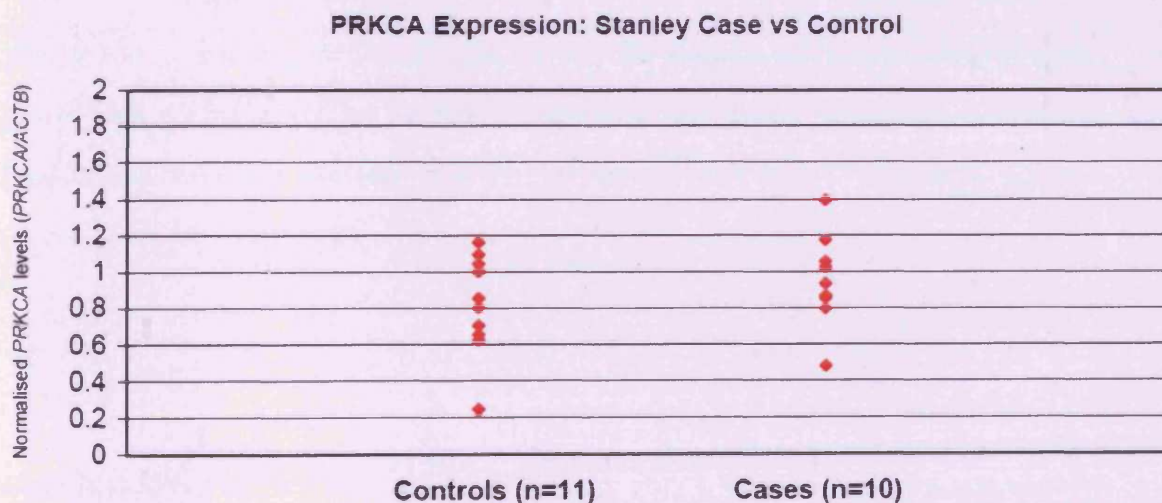 PRKCA Expression: Stanley Case vs Control
Normalised PRKCA levels (PRKCA/ACTB)
2
1.8
1.6
1.4
1.2
1
0.8
0.6
0.4
0.2
0
Controls (n=11)
Cases (n=10)